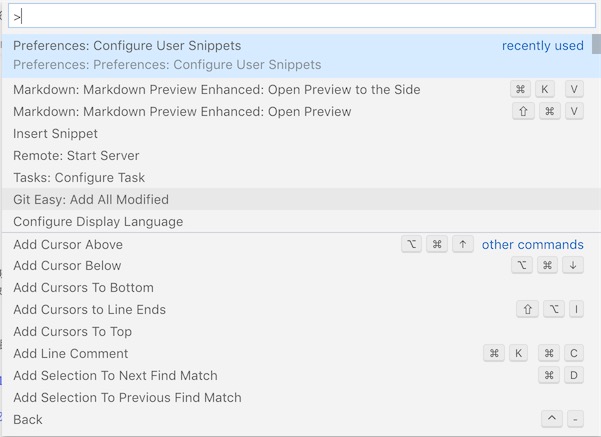 >
Preferences: Configure User Snippets recently used
Preferences: Preferences: Configure User Snippets
Markdown: Markdown Preview Enhanced: Open Preview to the Side ⌘ K V
Markdown: Markdown Preview Enhanced: Open Preview ⇧ ⌘ V
Insert Snippet
Remote: Start Server
Tasks: Configure Task
Git Easy: Add All Modified
Configure Display Language
Add Cursor Above ⌥ ⌘ ↑ other commands
Add Cursor Below ⌥ ⌘ ↓
Add Cursors To Bottom
Add Cursors to Line Ends ⇧ ⌥ I
Add Cursors To Top
Add Line Comment ⌘ K ⌘ C
Add Selection To Next Find Match ⌘ D
Add Selection To Previous Find Match
Back ^ -